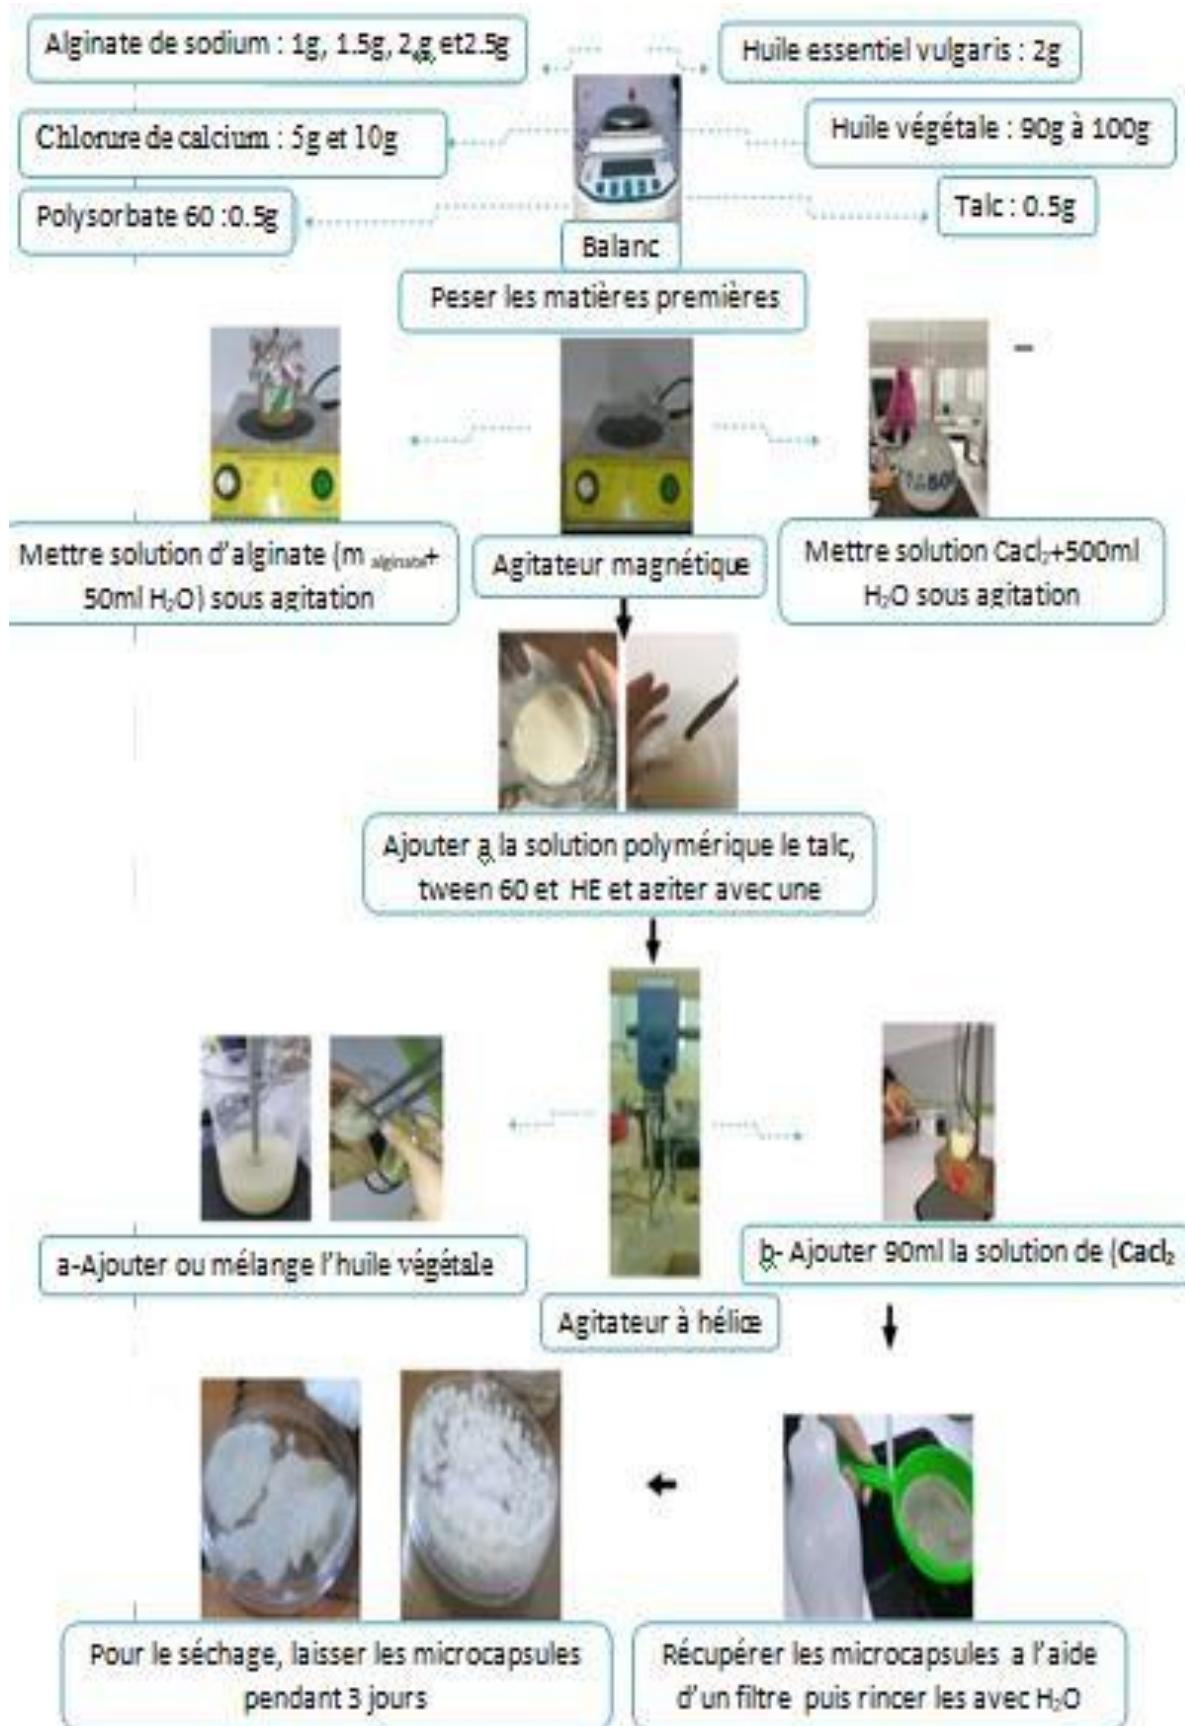 Alginate de sodium : 1g, 1.5g, 2 g et2.5g
Huile essentiel vulgaris : 2g
Chlorure de calcium : 5g et 10g
Huile végétale : 90g à 100g
Polysorbate 60 :0.5g
Talc : 0.5g
Balanc
Peser les matières premières
Mettre solution d'alginate (m alginate+
50ml H₂O) sous agitation
Agitateur magnétique
Mettre solution Cacl₂+500ml
H₂O sous agitation
Ajouter a la solution polymérique le talc,
tween 60 et HE et agiter avec une
a-Ajouter ou mélange l'huile végétale
b- Ajouter 90ml la solution de (Cacl₂
Agitateur à hélice
Pour le séchage, laisser les microcapsules
pendant 3 jours
Récupérer les microcapsules a l'aide
d'un filtre puis rincer les avec H₂O